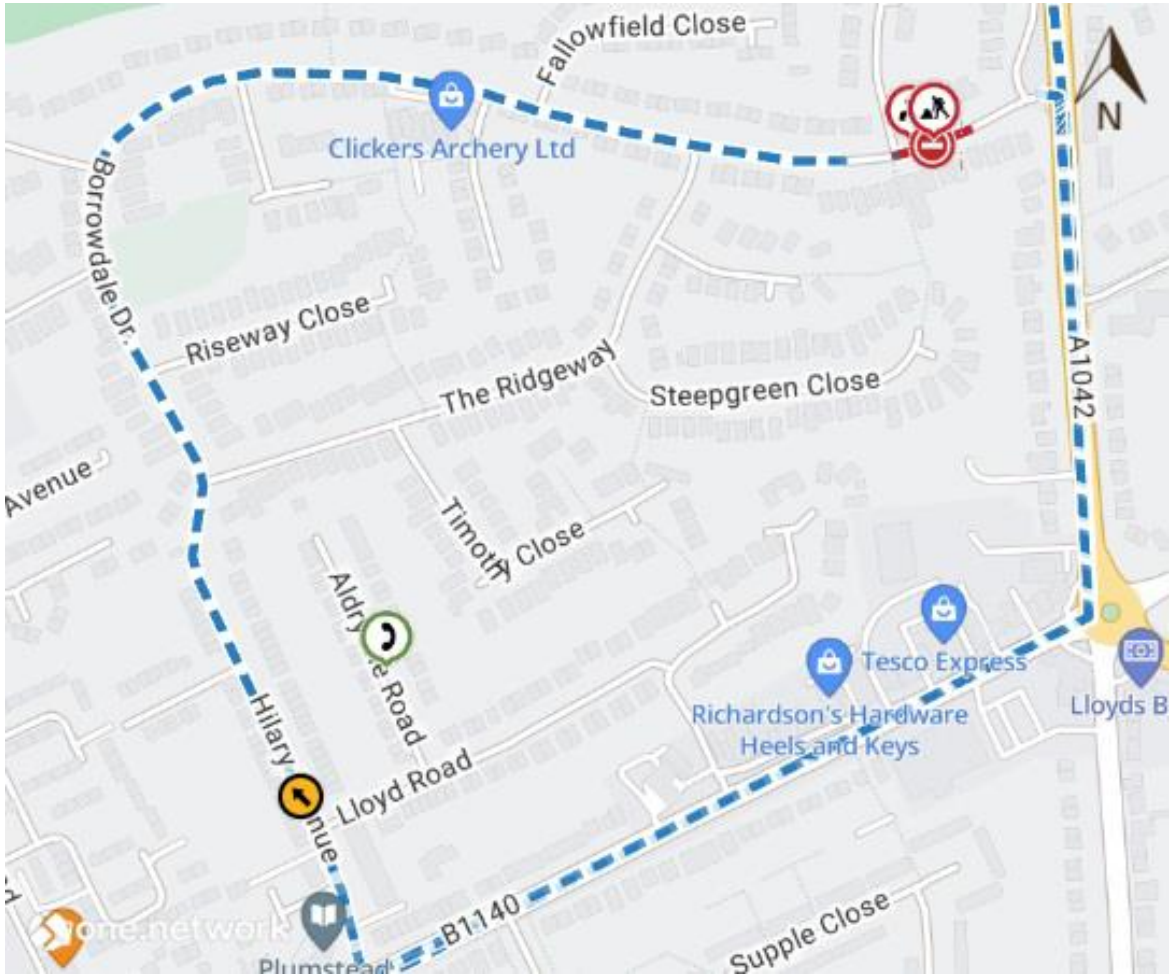 Fallowfield Close
N
Clickers Archery Ltd
Borrowdale Dr.
Riseway Close
The Ridgeway
A1042
Steepgreen Close
Avenue
Timoth
y Close
Aldry
e Road
Tesco Express
Richardson's Hardware
Heels and Keys
Lloyds B
Hilary
nue
Lloyd Road
one.network
B1140
Supple Close
Plumstead